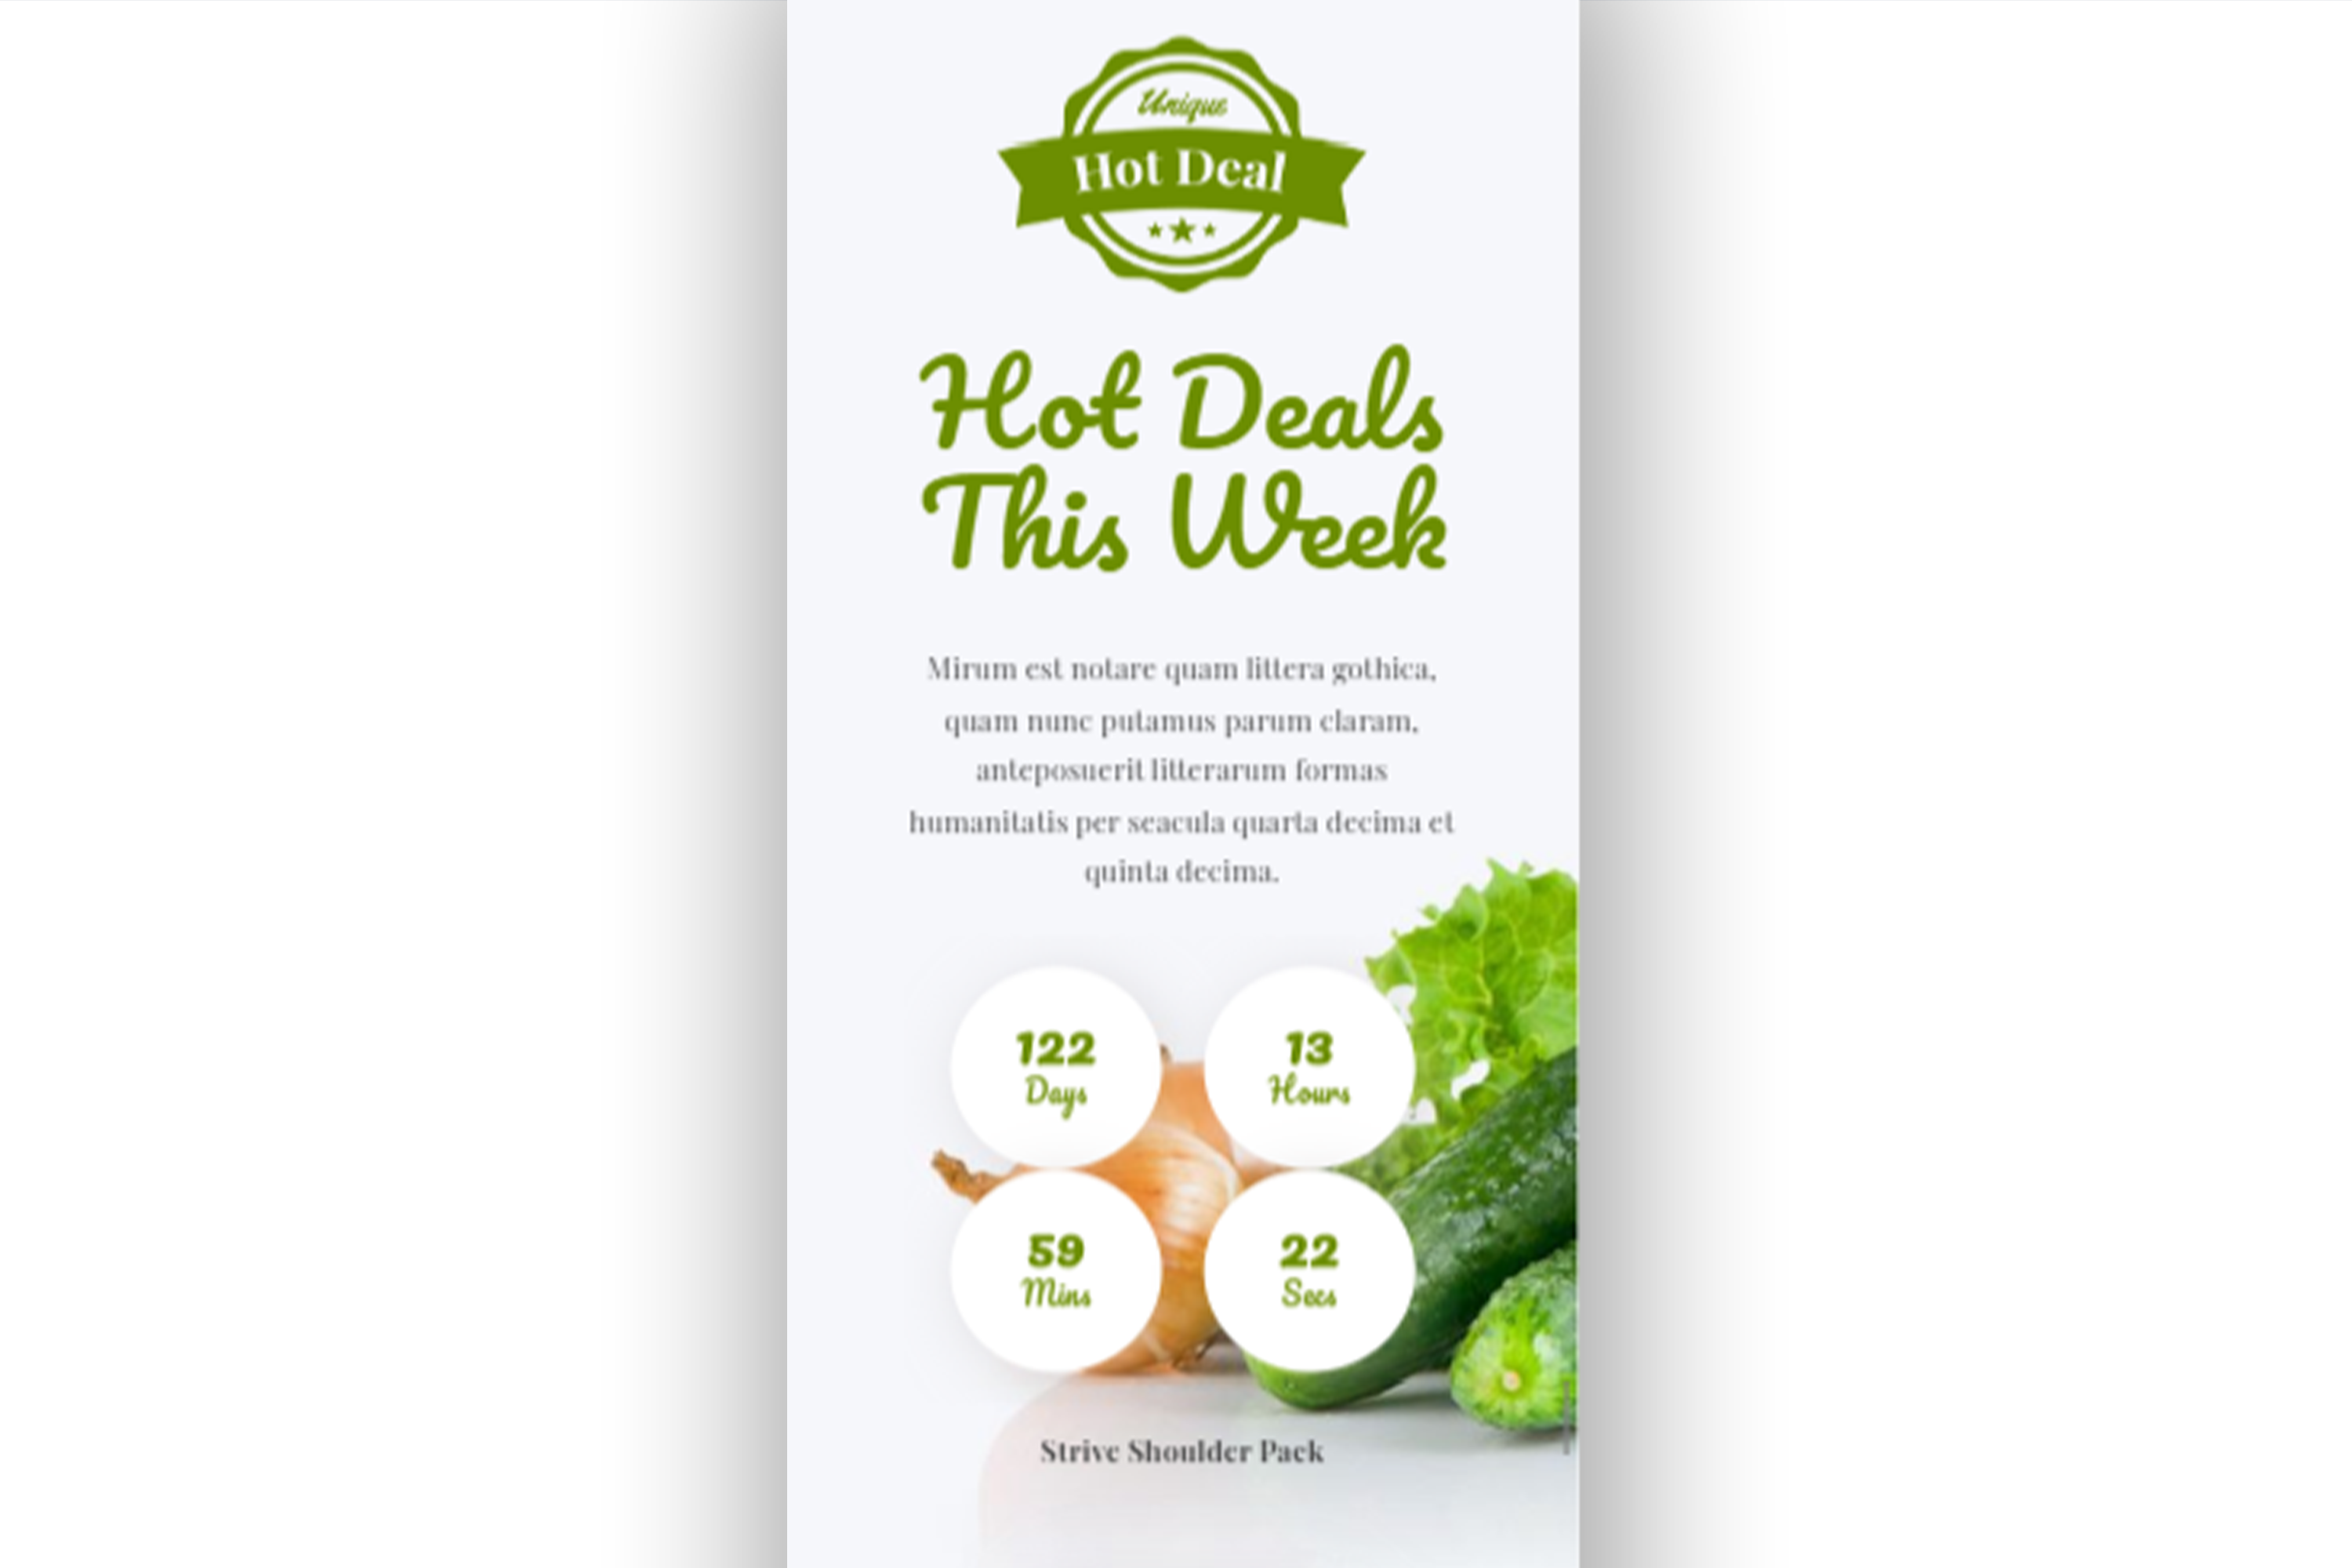 Unique
Hot Deal
Hot Deals
This Week
Mirum est notare quam littera gothica,
quam nunc putamus parum claram,
anteposuerit litterarum formas
humanitatis per seacula quarta decima et
quinta decima.
122
Days
13
Hours
59
Mins
22
Secs
Strive Shoulder Pack